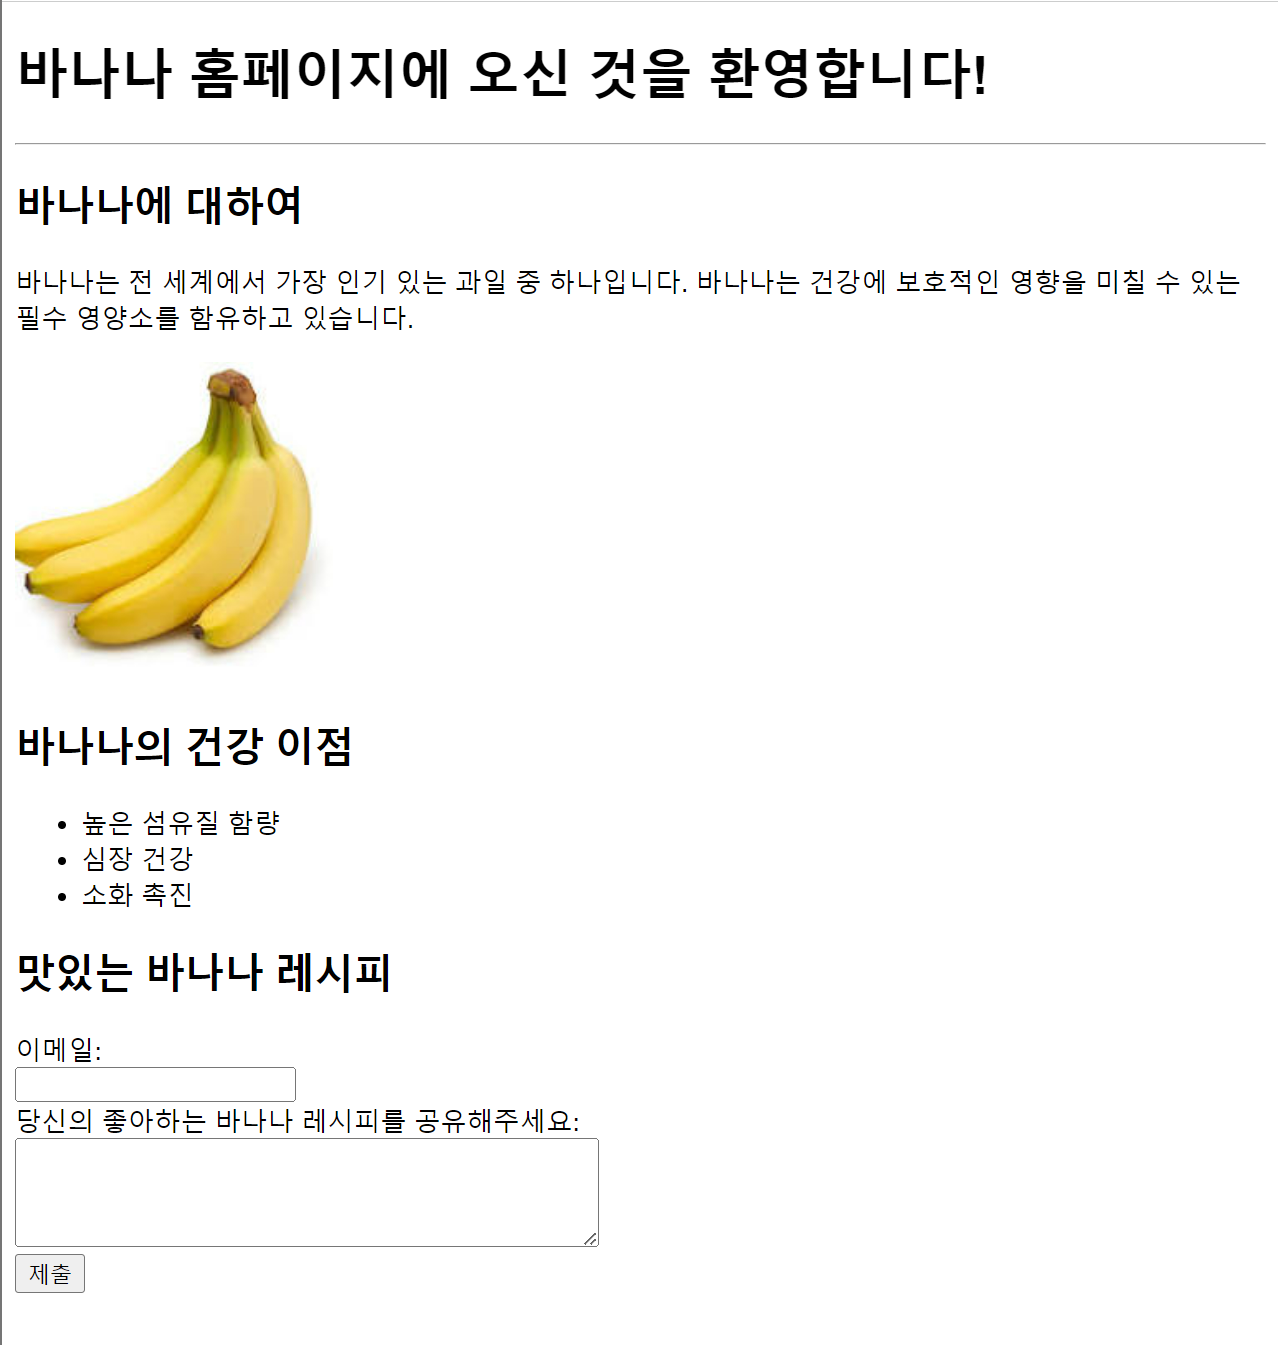 바나나 홈페이지에 오신 것을 환영합니다!
바나나에 대하여
바나나는 전 세계에서 가장 인기 있는 과일 중 하나입니다. 바나나는 건강에 보호적인 영향을 미칠 수 있는
필수 영양소를 함유하고 있습니다.
바나나의 건강 이점
• 높은 섬유질 함량
• 심장 건강
• 소화 촉진
맛있는 바나나 레시피
이메일:
당신의 좋아하는 바나나 레시피를 공유해주세요:
제출